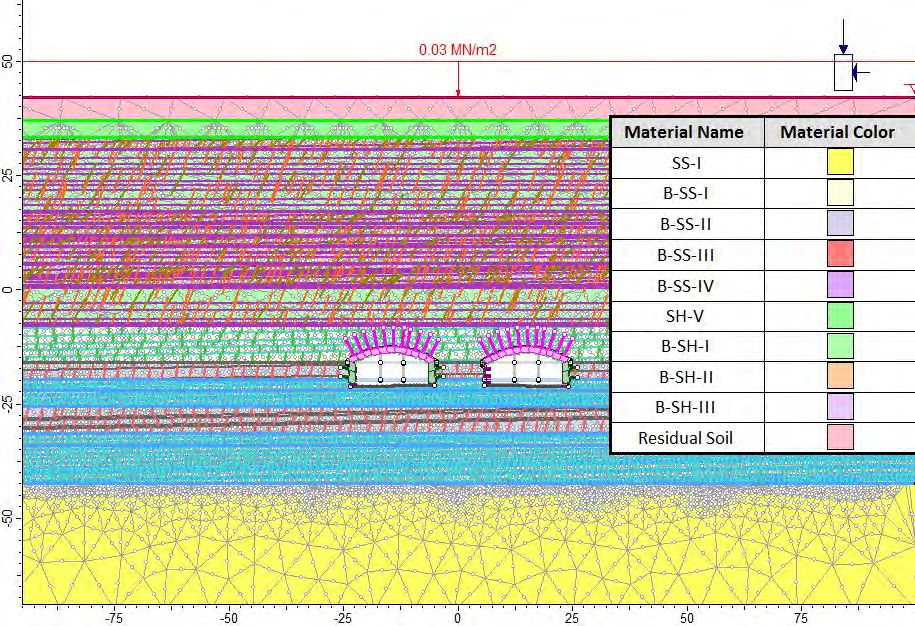 0.03 MN/m2
50
Material Name Material Color
SS-I
B-SS-I
B-SS-II
B-SS-III
B-SS-IV
SH-V
B-SH-I
B-SH-II
B-SH-III
Residual Soil
25
0
-25
-50
-75 -50 -25 0 25 50 75